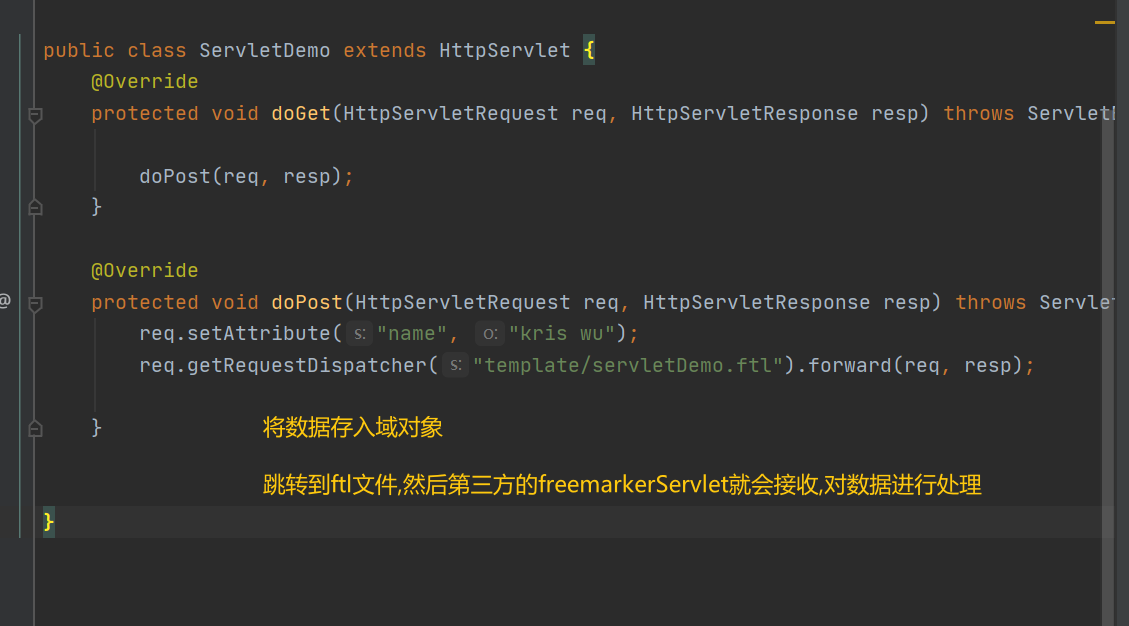 public class ServletDemo extends HttpServlet {
@Override
protected void doGet(HttpServletRequest req, HttpServletResponse resp) throws Servlet
doPost(req, resp);
}
@Override
@
protected void doPost(HttpServletRequest req, HttpServletResponse resp) throws Servlet
req.setAttribute( s: "name", o: "kris wu");
req.getRequestDispatcher( s: "template/servletDemo.ftl").forward(req, resp);
}
将数据存入域对象
跳转到ftl文件,然后第三方的freemarkerServlet就会接收,对数据进行处理
}